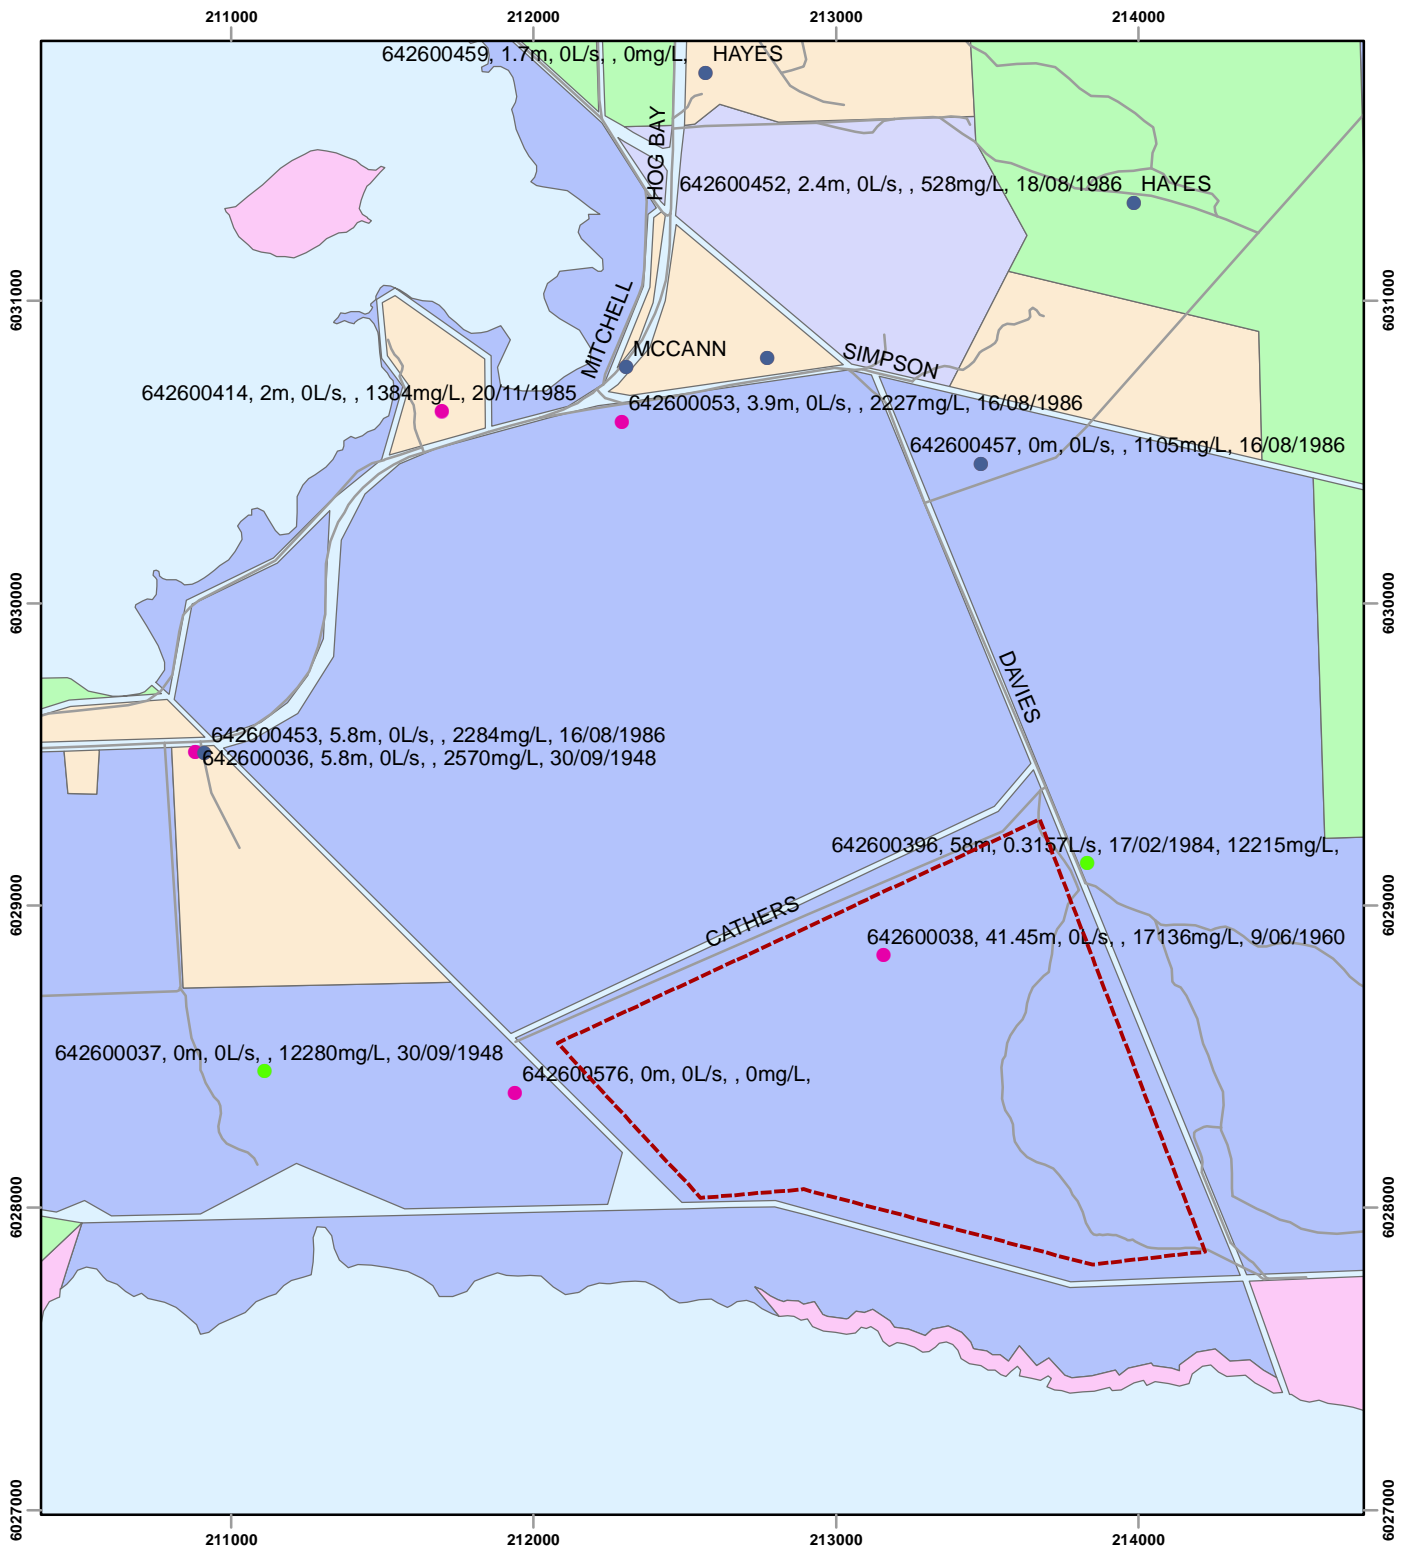 211000
212000
213000
214000
642600459, 1.7m, 0L/s, , 0mg/L,
HAYES
HOG BAY
642600452, 2.4m, 0L/s, , 528mg/L, 18/08/1986
HAYES
6031000
6031000
MITCHELL
MCCANN
SIMPSON
642600414, 2m, 0L/s, , 1384mg/L, 20/11/1985
642600053, 3.9m, 0L/s, , 2227mg/L, 16/08/1986
642600457, 0m, 0L/s, , 1105mg/L, 16/08/1986
6030000
6030000
DAVIES
642600453, 5.8m, 0L/s, , 2284mg/L, 16/08/1986
642600036, 5.8m, 0L/s, , 2570mg/L, 30/09/1948
642600396, 58m, 0.3157L/s, 17/02/1984, 12215mg/L,
6029000
6029000
CATHERS
642600038, 41.45m, 0L/s, , 17136mg/L, 9/06/1960
642600037, 0m, 0L/s, , 12280mg/L, 30/09/1948
642600576, 0m, 0L/s, , 0mg/L,
6028000
6028000
6027000
6027000
211000
212000
213000
214000